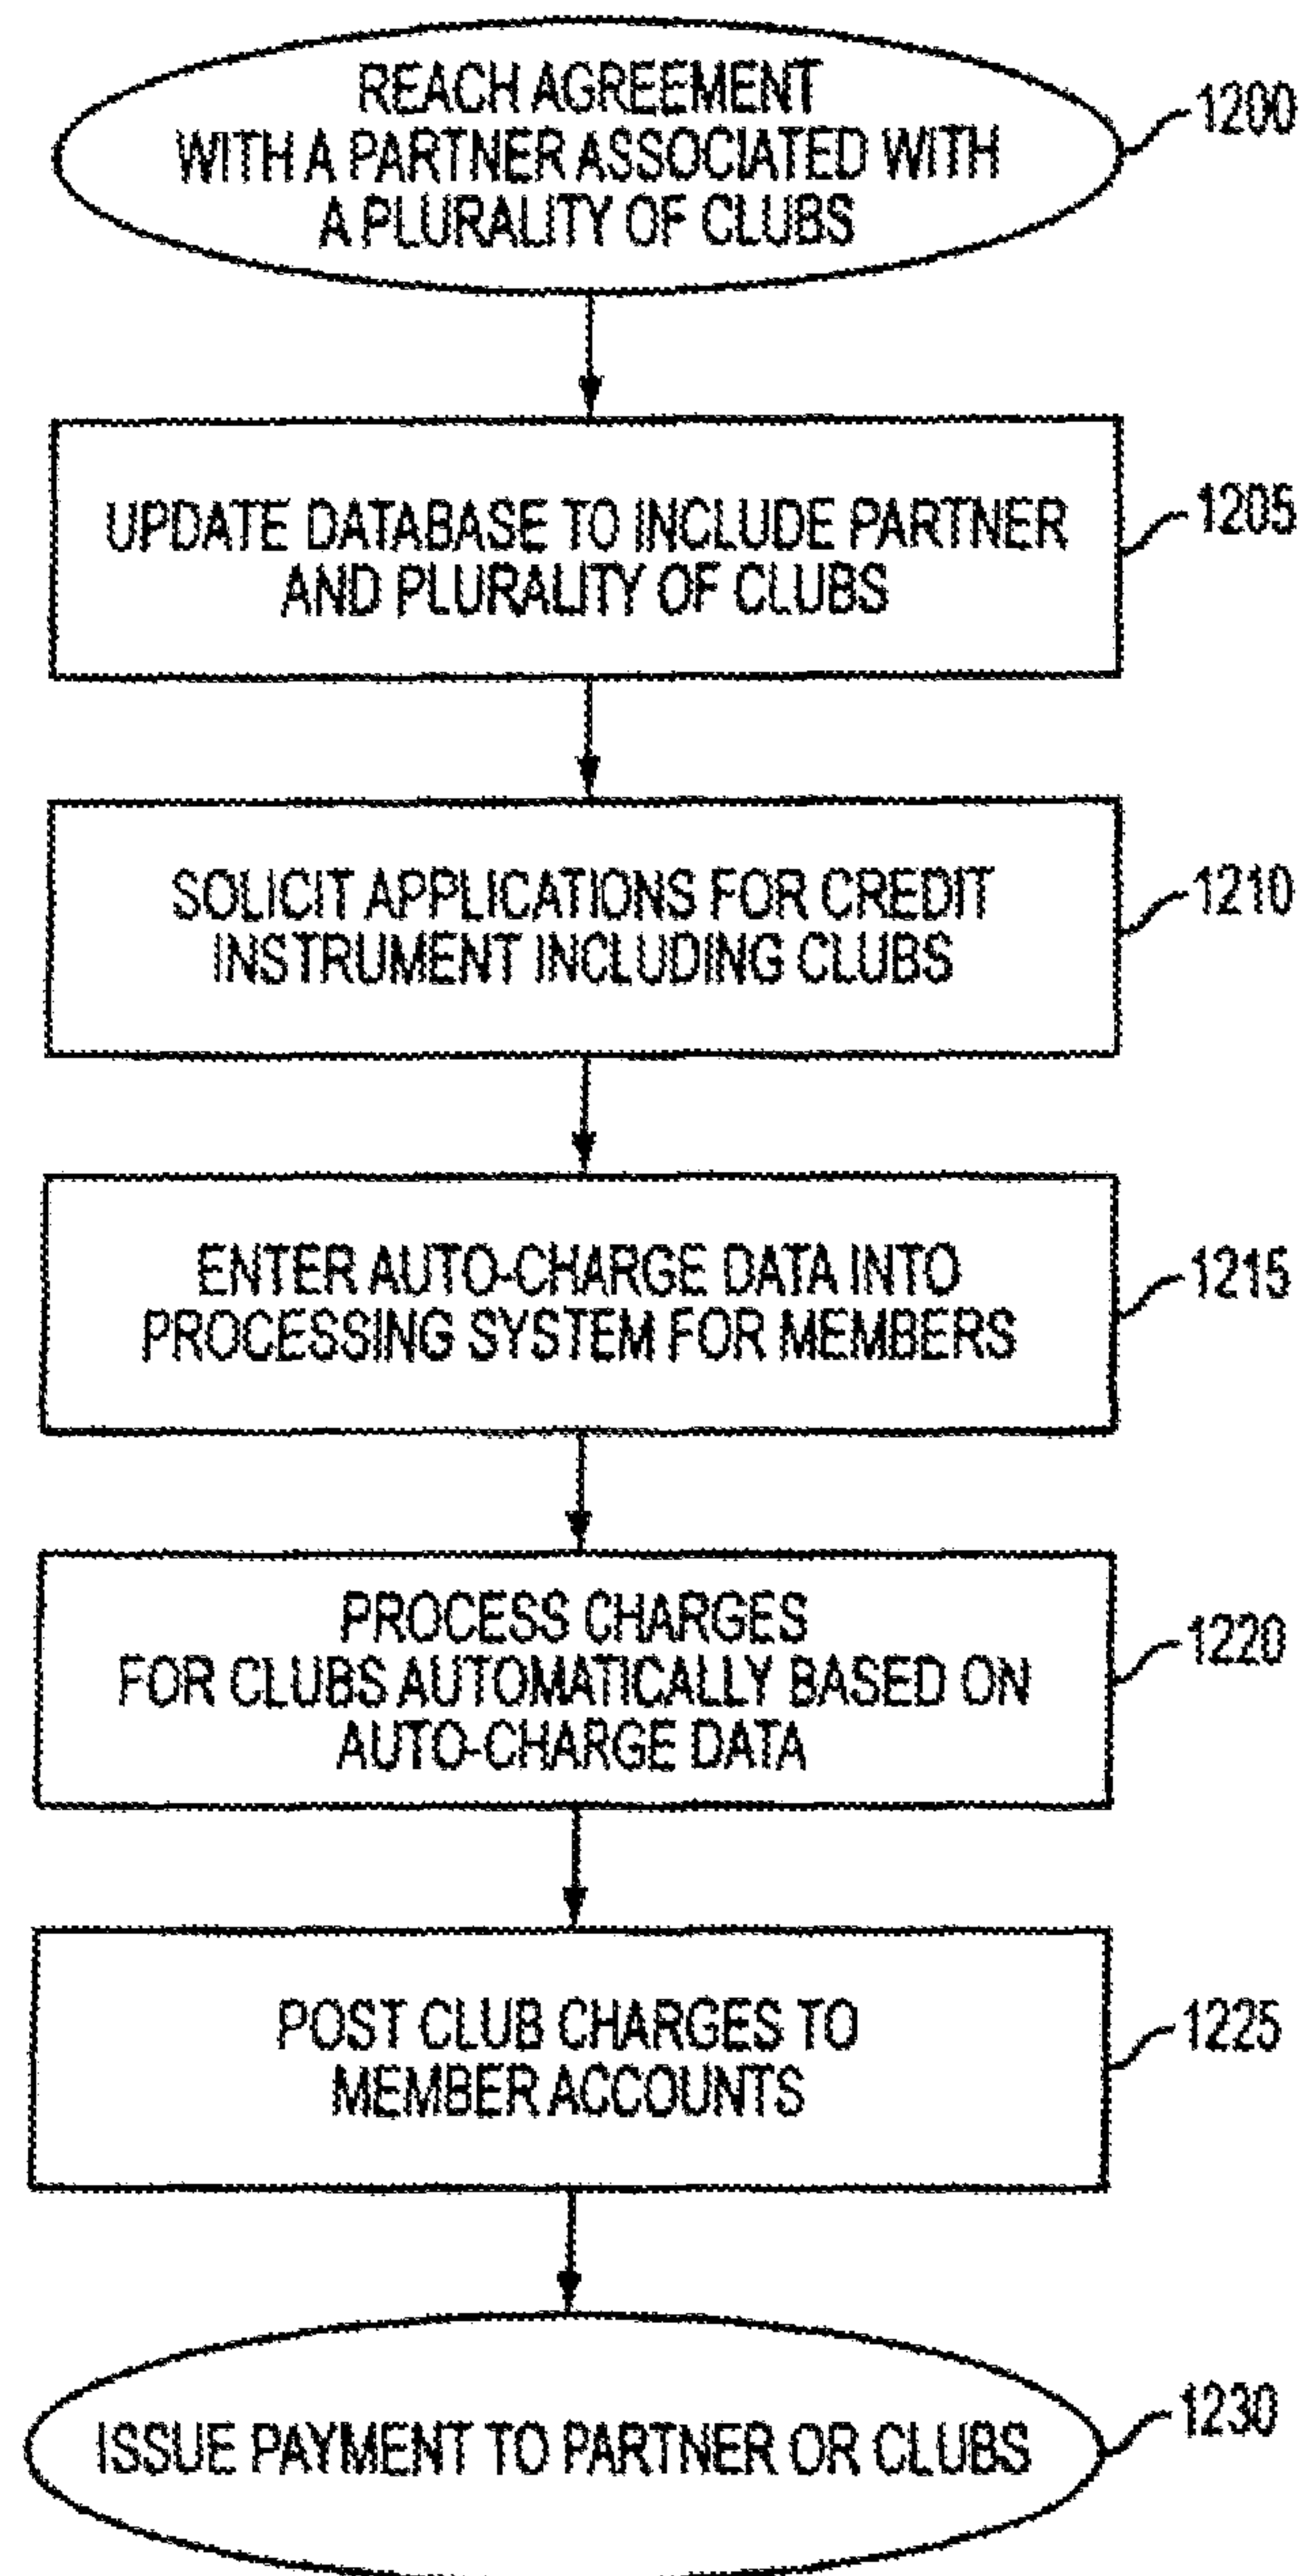 REACH AGREEMENT
WITH A PARTNER ASSOCIATED WITH
A PLURALITY OF CLUBS
1200
UPDATE DATABASE TO INCLUDE PARTNER
AND PLURALITY OF CLUBS
1205
SOLICIT APPLICATIONS FOR CREDIT
INSTRUMENT INCLUDING CLUBS
1210
ENTER AUTO-CHARGE DATA INTO
PROCESSING SYSTEM FOR MEMBERS
1215
PROCESS CHARGES
FOR CLUBS AUTOMATICALLY BASED ON
AUTO-CHARGE DATA
1220
POST CLUB CHARGES TO
MEMBER ACCOUNTS
1225
ISSUE PAYMENT TO PARTNER OR CLUBS
1230